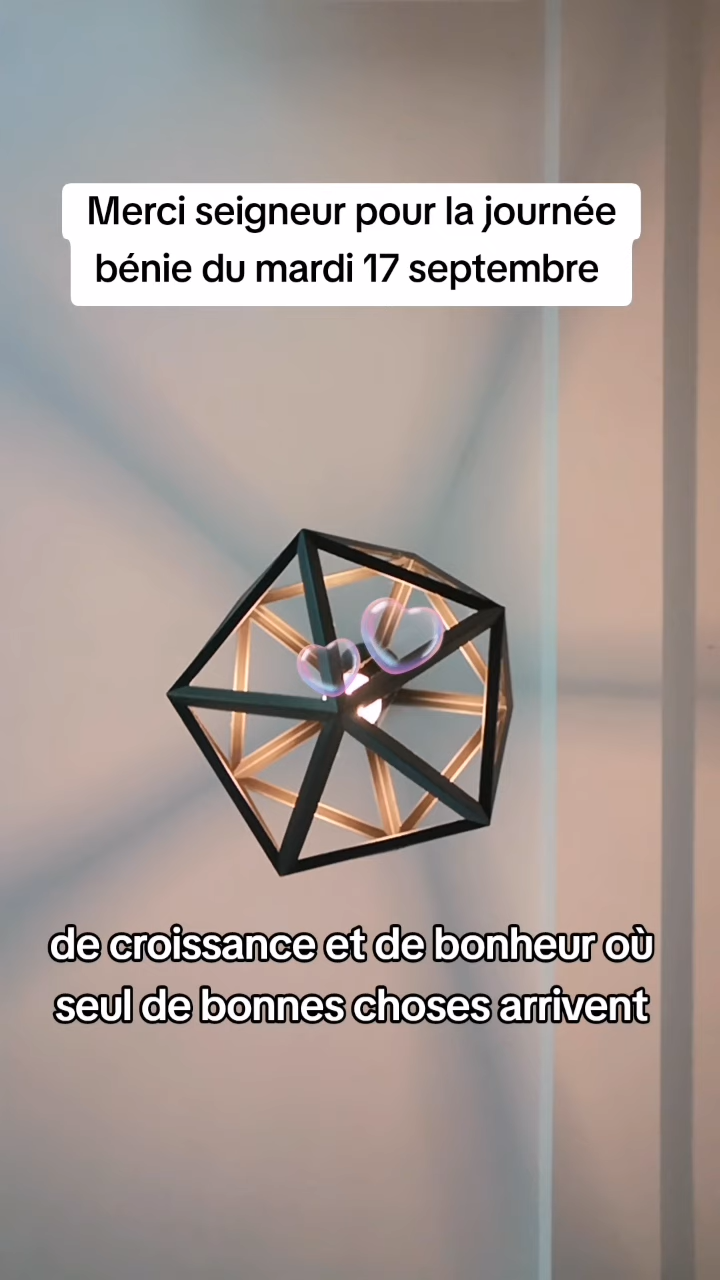 Merci seigneur pour la journée
bénie du mardi 17 septembre
de croissance et de bonheur où
seul de bonnes choses arrivent